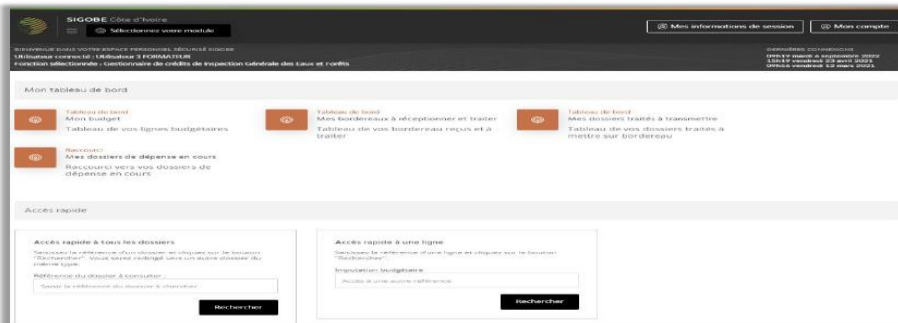 SIGOBE Côte d'Ivoire
Sélectionnez votre module
Mes informations de session
Mon compte
BIENVENUE DANS VOTRE ESPACE PERSONNEL SÉCURISÉ SIGOBE
Utilisateur connecté : Utilisateur 3 FORMATEUR
Fonction sélectionnée : Gestionnaire de crédits de Inspection Générale des Eaux et Forêts
DERNIÈRES CONNEXIONS
09h19 mardi 6 septembre 2022
15h19 vendredi 23 avril 2021
09h56 vendredi 12 mars 2021
Mon tableau de bord
Tableau de bord
Mon budget
Tableau de vos lignes budgétaires
Tableau de bord
Mes bordereaux à réceptionner et traiter
Tableau de vos bordereau reçus et à
traiter
Tableau de bord
Mes dossiers traités à transmettre
Tableau de vos dossiers traités à
mettre sur bordereau
Raccourci
Mes dossiers de dépense en cours
Raccourci vers vos dossiers de
dépense en cours
Accès rapide
Accès rapide à tous les dossiers
Saisissez la référence d'un dossier et cliquez sur le bouton
"Rechercher". Vous serez redirigé vers un autre dossier du
même type.
Référence du dossier à consulter :
Saisir la référence du dossier à chercher
Rechercher
Accès rapide à une ligne
Saisissez la référence d'une ligne et cliquez sur le bouton
"Rechercher".
Imputation budgétaire
Accès à une autre référence
Rechercher